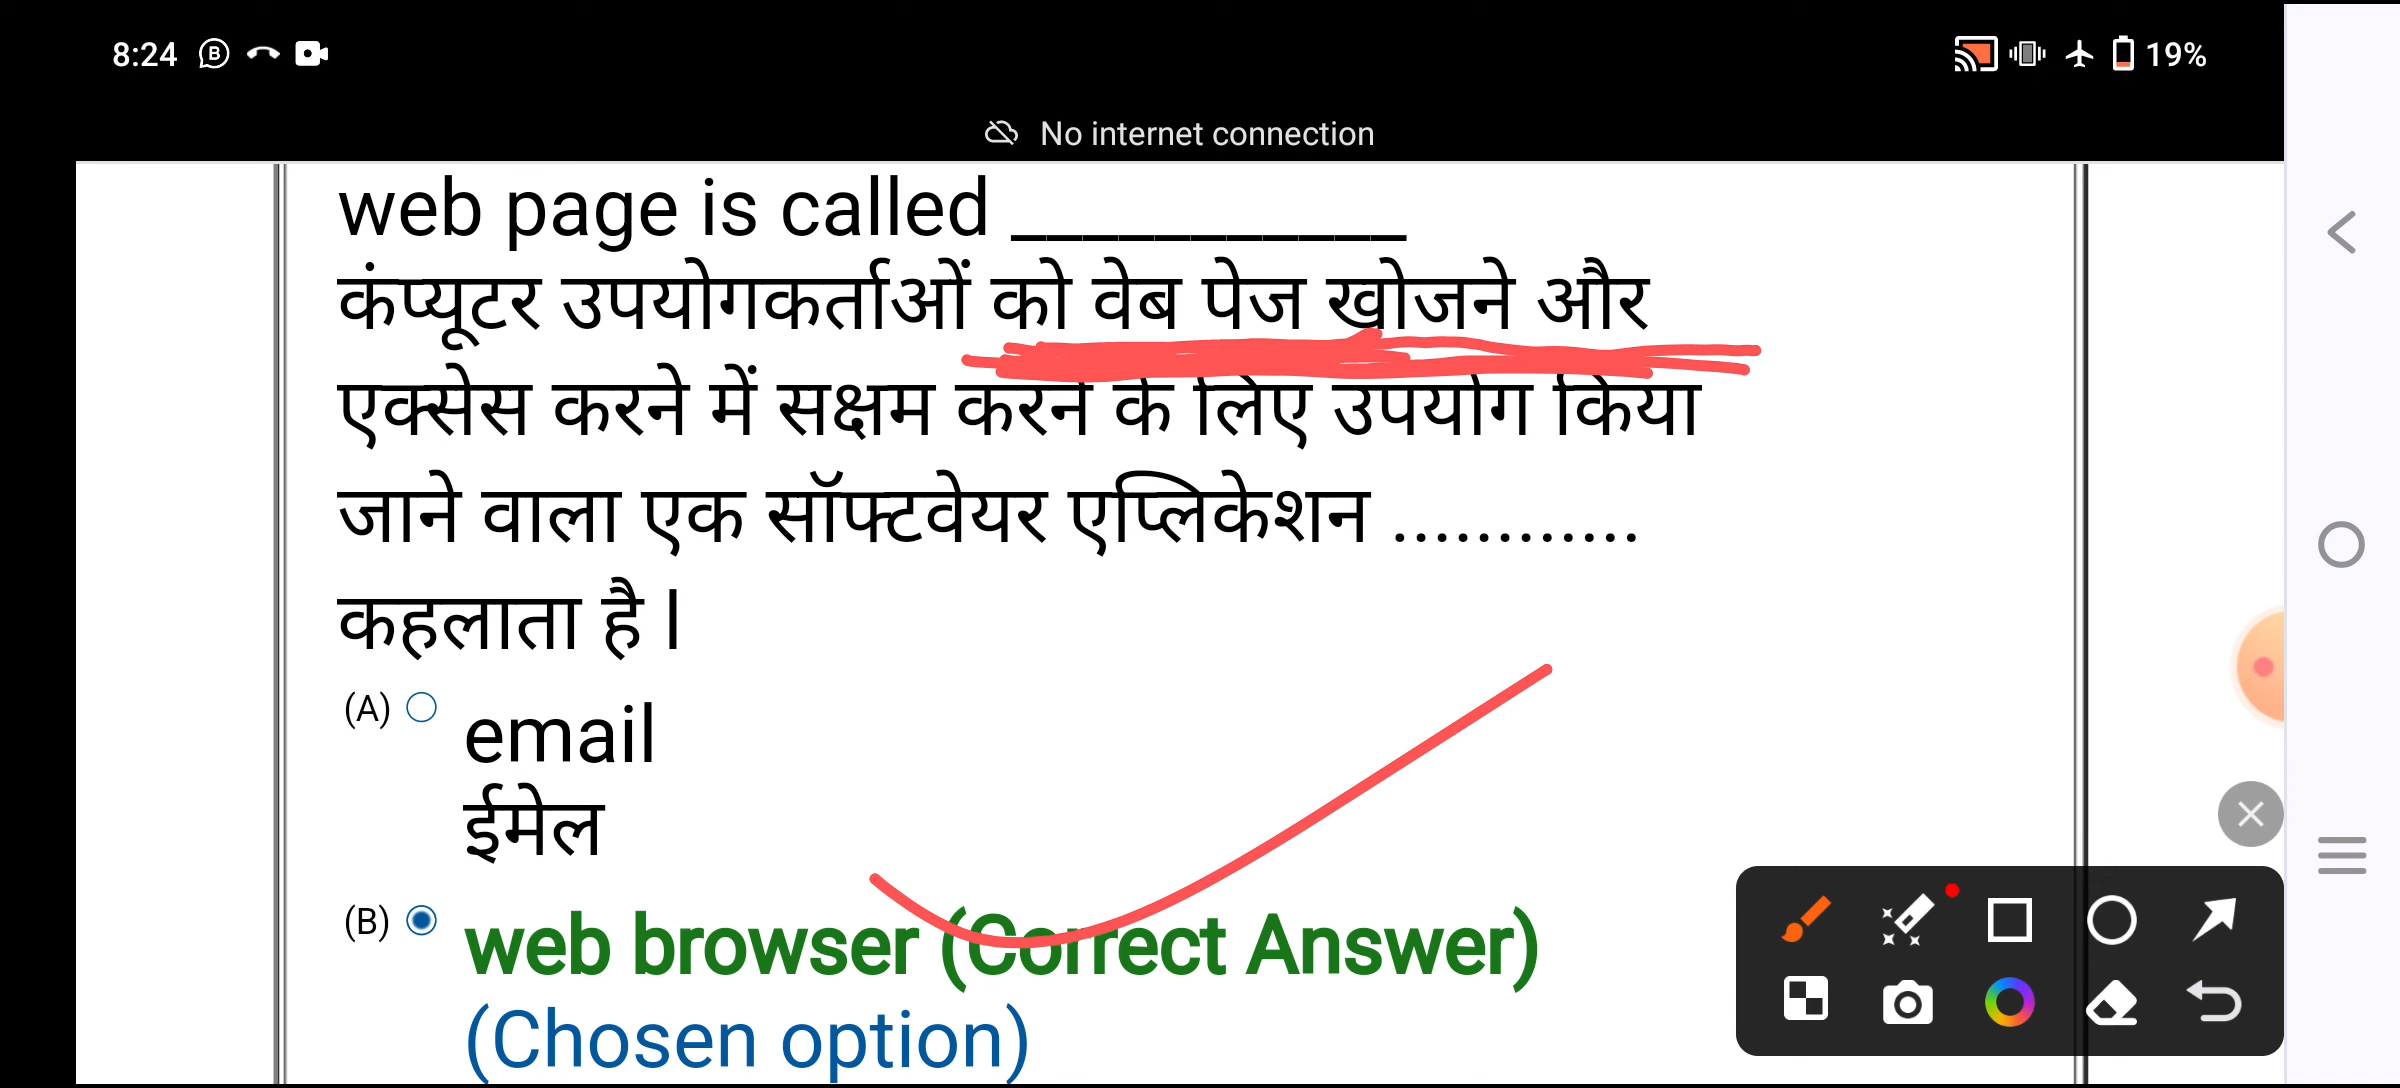 8:24
19%
No internet connection
web page is called ___________
कंप्यूटर उपयोगकर्ताओं को वेब पेज खोजने और
एक्सेस करने में सक्षम करने के लिए उपयोग किया
जाने वाला एक सॉफ्टवेयर एप्लिकेशन ............
कहलाता है l
(A) email
ईमेल
(B) web browser (Correct Answer)
(Chosen option)